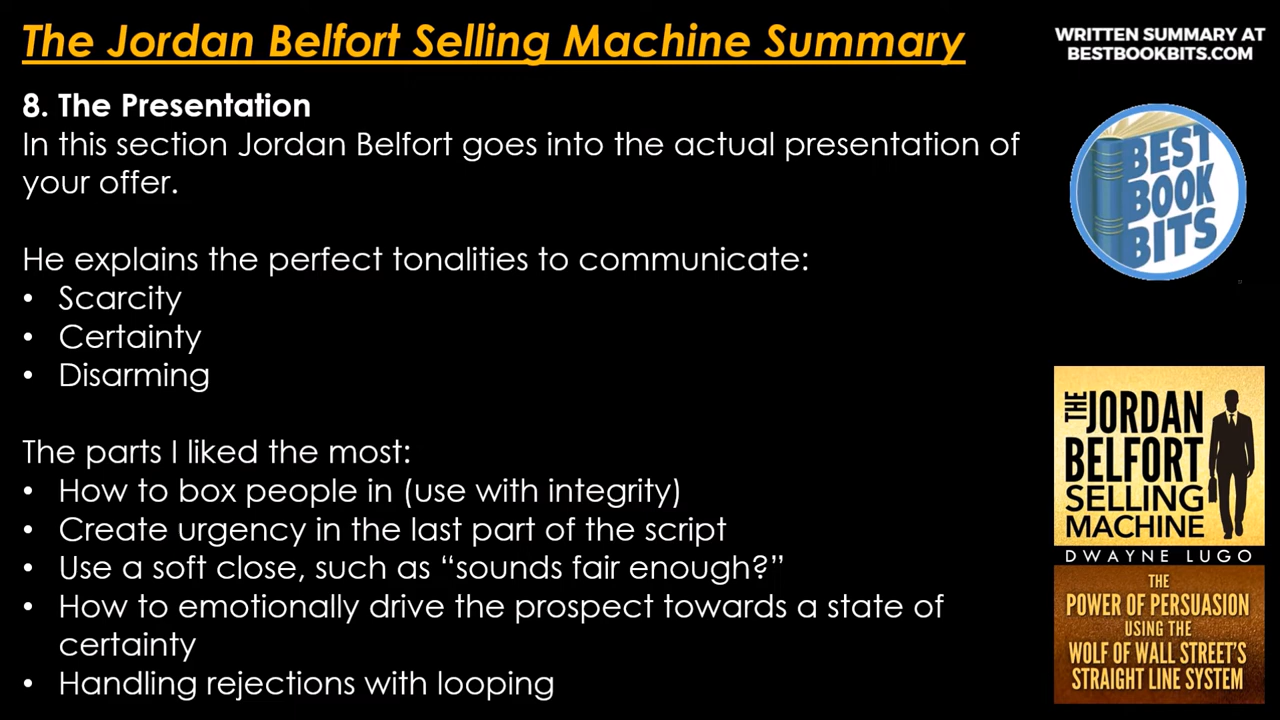 The Jordan Belfort Selling Machine Summary
WRITTEN SUMMARY AT
BESTBOOKBITS.COM
8. The Presentation
In this section Jordan Belfort goes into the actual presentation of
your offer.
He explains the perfect tonalities to communicate:
• Scarcity
• Certainty
• Disarming
The parts I liked the most:
• How to box people in (use with integrity)
• Create urgency in the last part of the script
• Use a soft close, such as “sounds fair enough?”
• How to emotionally drive the prospect towards a state of
certainty
• Handling rejections with looping
BEST
BOOK
BITS
THE JORDAN
BELFORT
SELLING
MACHINE
DWAYNE LUGO
THE
POWER OF PERSUASION
USING THE
WOLF OF WALL STREET'S
STRAIGHT LINE SYSTEM